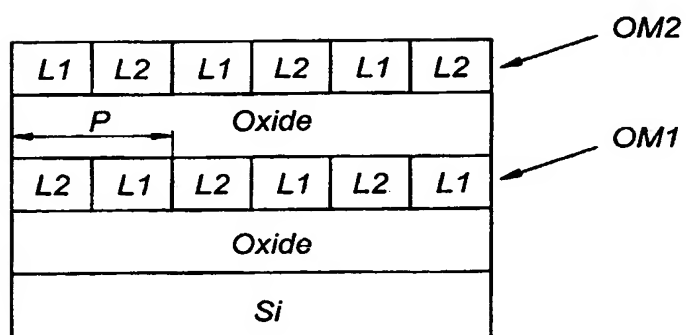 OM2
L1 L2 L1 L2 L1 L2
P Oxide
OM1
L2 L1 L2 L1 L2 L1
Oxide
Si